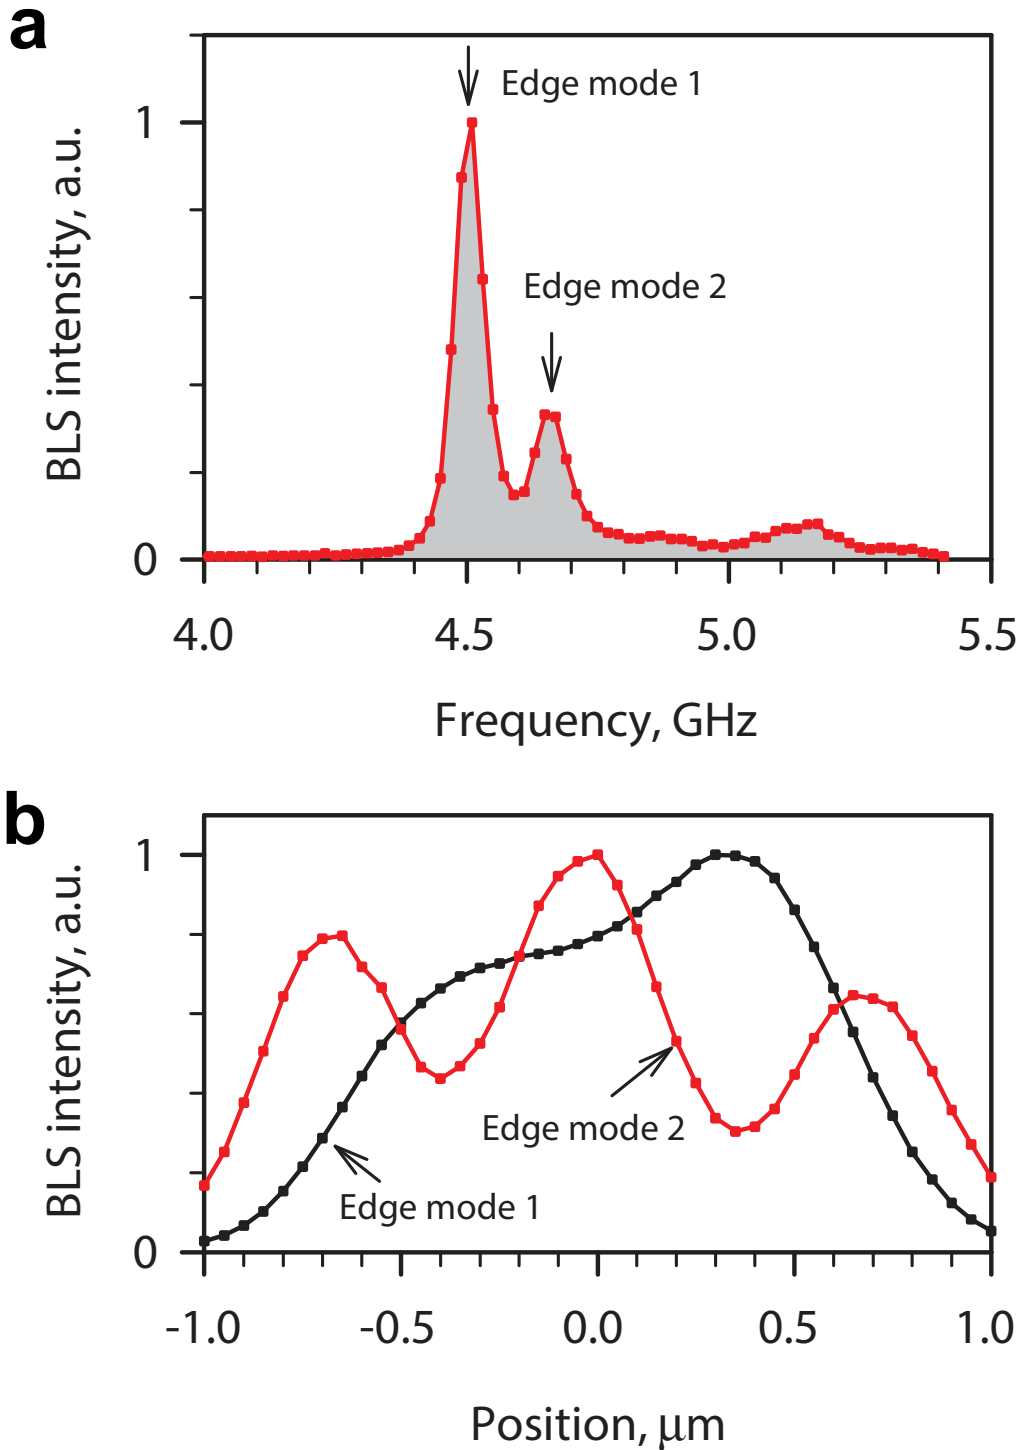 a
BLS intensity, a.u.
1
0
Edge mode 1
Edge mode 2
4.0 4.5 5.0 5.5
Frequency, GHz
b
BLS intensity, a.u.
1
0
Edge mode 2
Edge mode 1
-1.0 -0.5 0.0 0.5 1.0
Position, μm